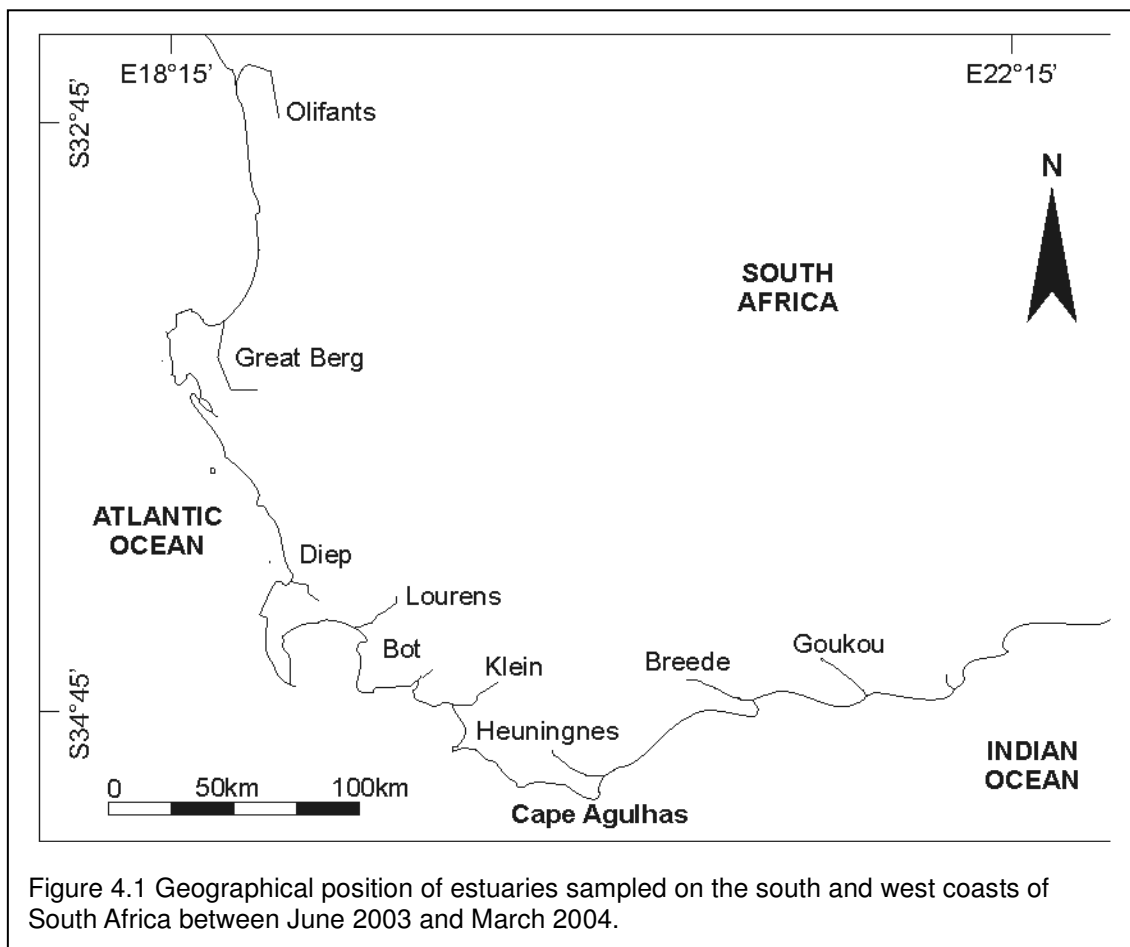 E18°15'
E22°15'
S32°45'
Olifants
N
SOUTH
AFRICA
Great Berg
ATLANTIC
OCEAN
Diep
Lourens
Bot
Klein
Breede
Goukou
S34°45'
Heuningnes
INDIAN
OCEAN
0 50km 100km
Cape Agulhas
Figure 4.1 Geographical position of estuaries sampled on the south and west coasts of
South Africa between June 2003 and March 2004.